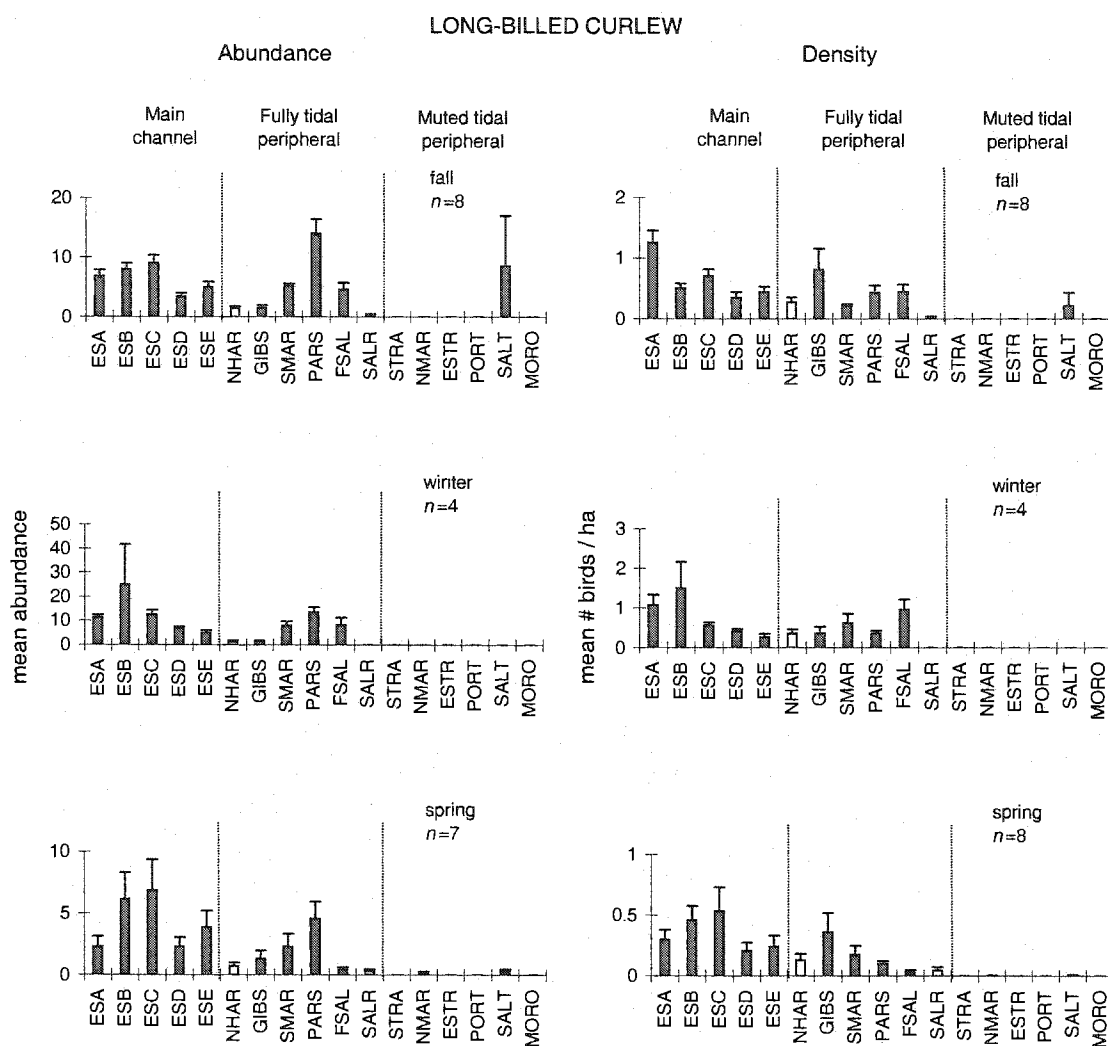 LONG-BILLED CURLEW
Abundance
Density
Main channel
Fully tidal peripheral
Muted tidal peripheral
Main channel
Fully tidal peripheral
Muted tidal peripheral
fall
n=8
20
10
0
ESA ESB ESC ESD ESE NHAR GIBS SMAR PARS FSAL SALR STRA NMAR ESTR PORT SALT MORO
fall
n=8
2
1
0
ESA ESB ESC ESD ESE NHAR GIBS SMAR PARS FSAL SALR STRA NMAR ESTR PORT SALT MORO
mean abundance
winter
n=4
50
40
30
20
10
0
ESA ESB ESC ESD ESE NHAR GIBS SMAR PARS FSAL SALR STRA NMAR ESTR PORT SALT MORO
mean # birds / ha
winter
n=4
3
2
1
0
ESA ESB ESC ESD ESE NHAR GIBS SMAR PARS FSAL SALR STRA NMAR ESTR PORT SALT MORO
spring
n=7
10
5
0
ESA ESB ESC ESD ESE NHAR GIBS SMAR PARS FSAL SALR STRA NMAR ESTR PORT SALT MORO
spring
n=8
1
0.5
0
ESA ESB ESC ESD ESE NHAR GIBS SMAR PARS FSAL SALR STRA NMAR ESTR PORT SALT MORO